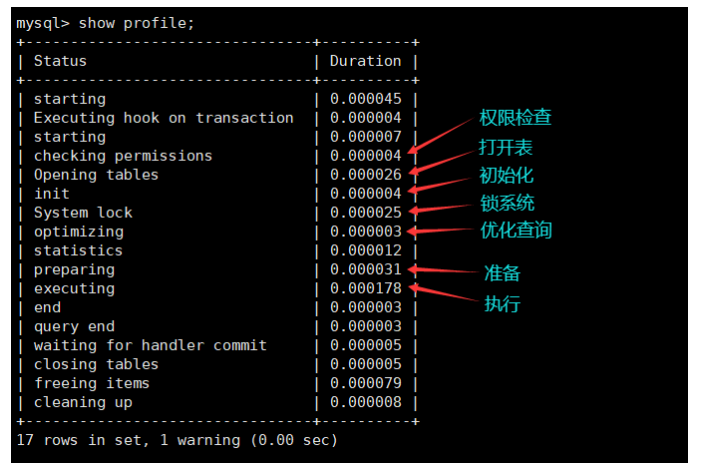 mysql> show profile;
+--------------------------------+----------+
| Status                         | Duration |
+--------------------------------+----------+
| starting                       | 0.000045 |
| Executing hook on transaction  | 0.000004 | 权限检查
| starting                       | 0.000007 |
| checking permissions           | 0.000004 | 打开表
| Opening tables                 | 0.000026 | 初始化
| init                           | 0.000004 | 锁系统
| System lock                    | 0.000025 |
| optimizing                     | 0.000003 | 优化查询
| statistics                     | 0.000012 |
| preparing                      | 0.000031 | 准备
| executing                      | 0.000178 | 执行
| end                            | 0.000003 |
| query end                      | 0.000003 |
| waiting for handler commit     | 0.000005 |
| closing tables                 | 0.000005 |
| freeing items                  | 0.000079 |
| cleaning up                    | 0.000008 |
+--------------------------------+----------+
17 rows in set, 1 warning (0.00 sec)